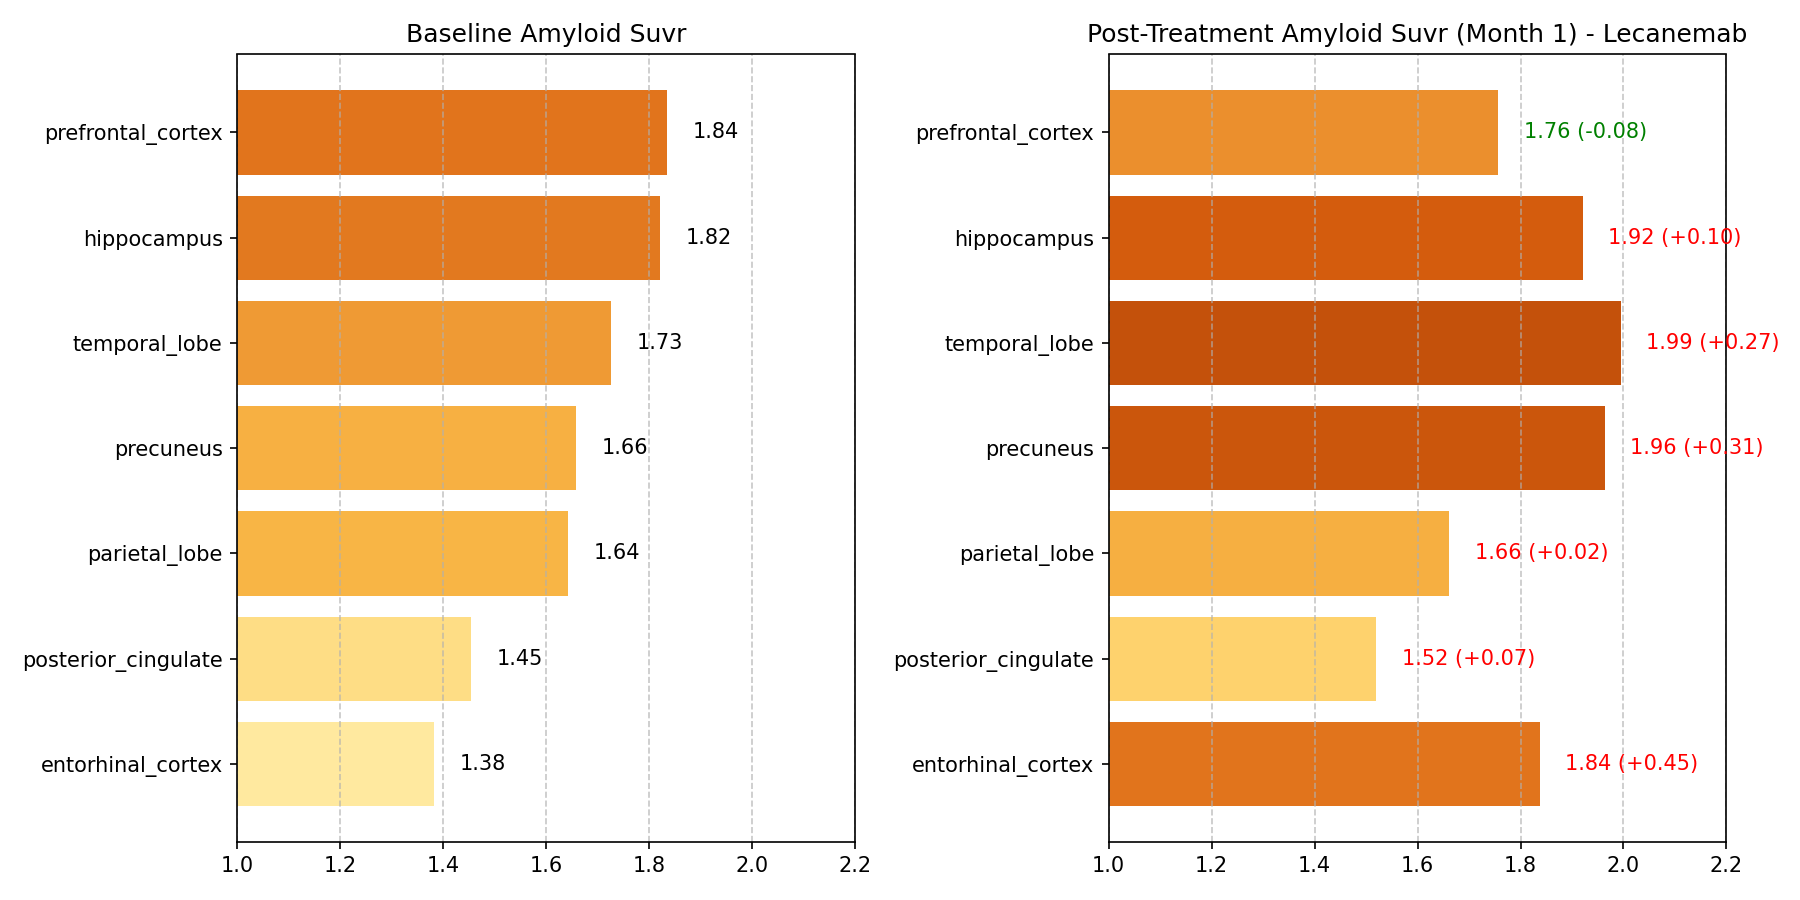 Baseline Amyloid Suvr
prefrontal_cortex
1.84
hippocampus
1.82
temporal_lobe
1.73
precuneus
1.66
parietal_lobe
1.64
posterior_cingulate
1.45
entorhinal_cortex
1.38
1.0 1.2 1.4 1.6 1.8 2.0 2.2
Post-Treatment Amyloid Suvr (Month 1) - Lecanemab
prefrontal_cortex
1.76 (-0.08)
hippocampus
1.92 (+0.10)
temporal_lobe
1.99 (+0.27)
precuneus
1.96 (+0.31)
parietal_lobe
1.66 (+0.02)
posterior_cingulate
1.52 (+0.07)
entorhinal_cortex
1.84 (+0.45)
1.0 1.2 1.4 1.6 1.8 2.0 2.2